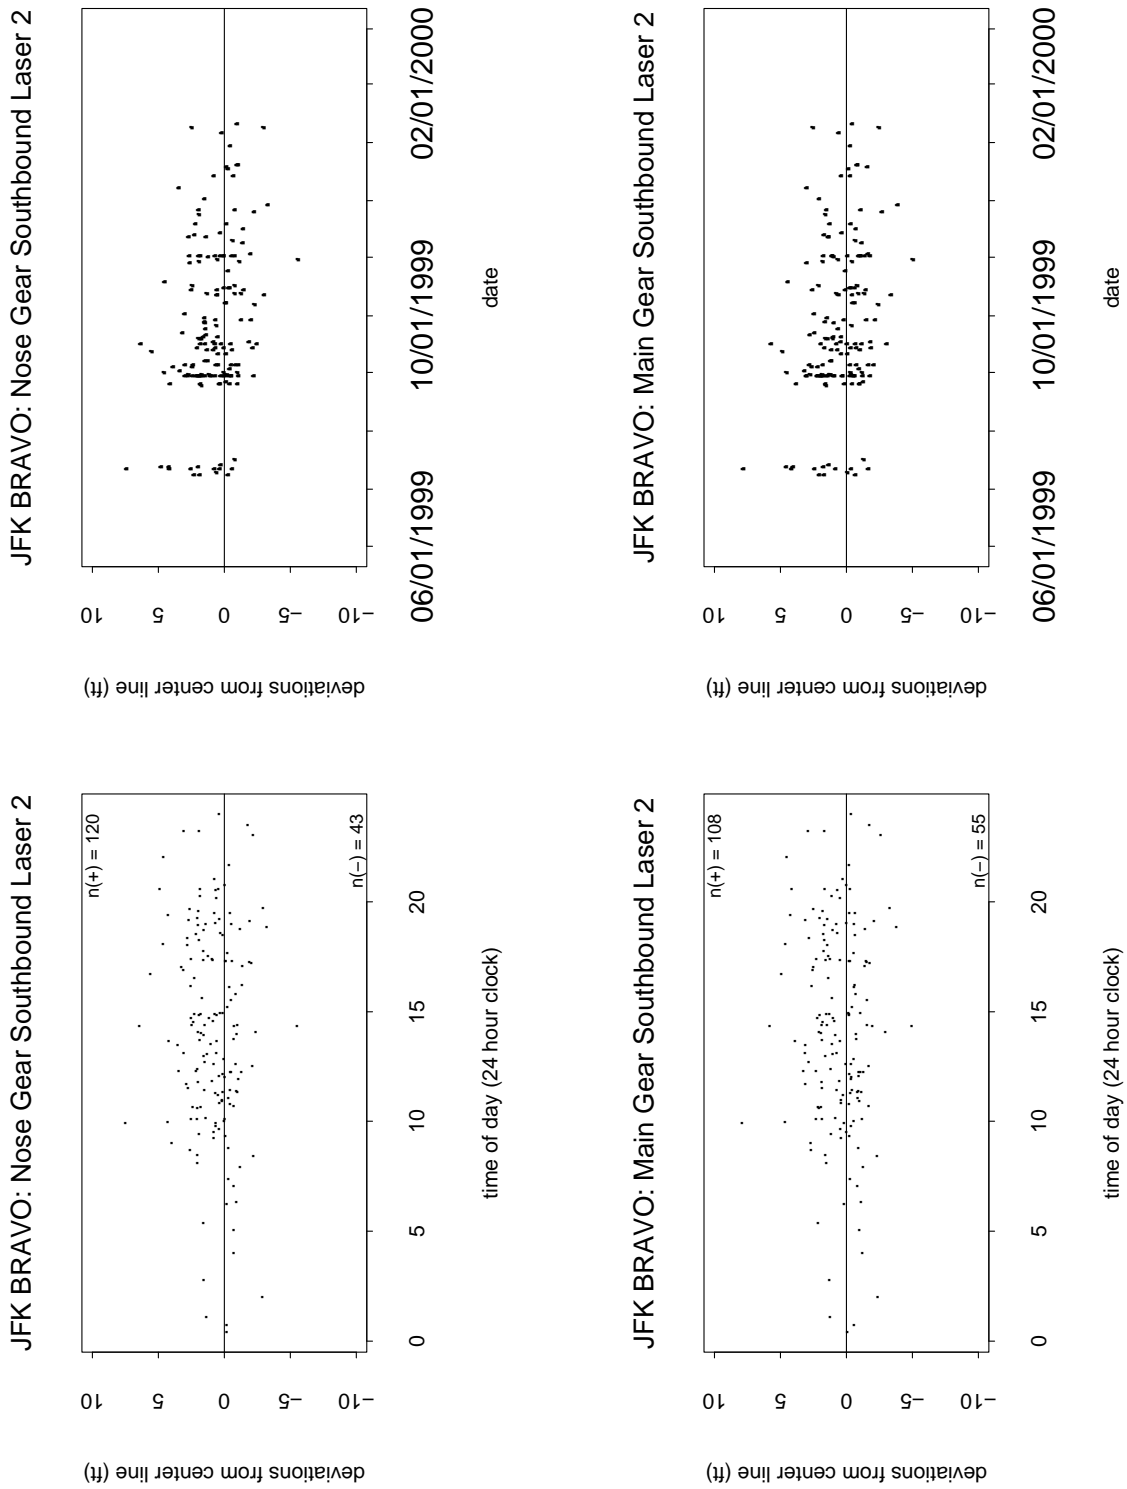 JFK BRAVO: Nose Gear Southbound Laser 2
deviations from center line (ft)
10
5
0
−5
−10
n(+) = 120
n(−) = 43
0
5
10
15
20
time of day (24 hour clock)
JFK BRAVO: Nose Gear Southbound Laser 2
deviations from center line (ft)
10
5
0
−5
−10
06/01/1999
10/01/1999
02/01/2000
date
JFK BRAVO: Main Gear Southbound Laser 2
deviations from center line (ft)
10
5
0
−5
−10
n(+) = 108
n(−) = 55
0
5
10
15
20
time of day (24 hour clock)
JFK BRAVO: Main Gear Southbound Laser 2
deviations from center line (ft)
10
5
0
−5
−10
06/01/1999
10/01/1999
02/01/2000
date